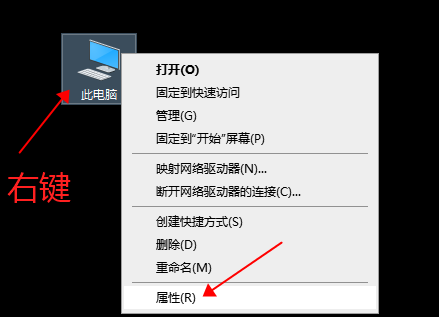 此电脑
右键
打开(O)
固定到快速访问
管理(G)
固定到"开始"屏幕(P)
映射网络驱动器(N)...
断开网络驱动器的连接(C)...
创建快捷方式(S)
删除(D)
重命名(M)
属性(R)